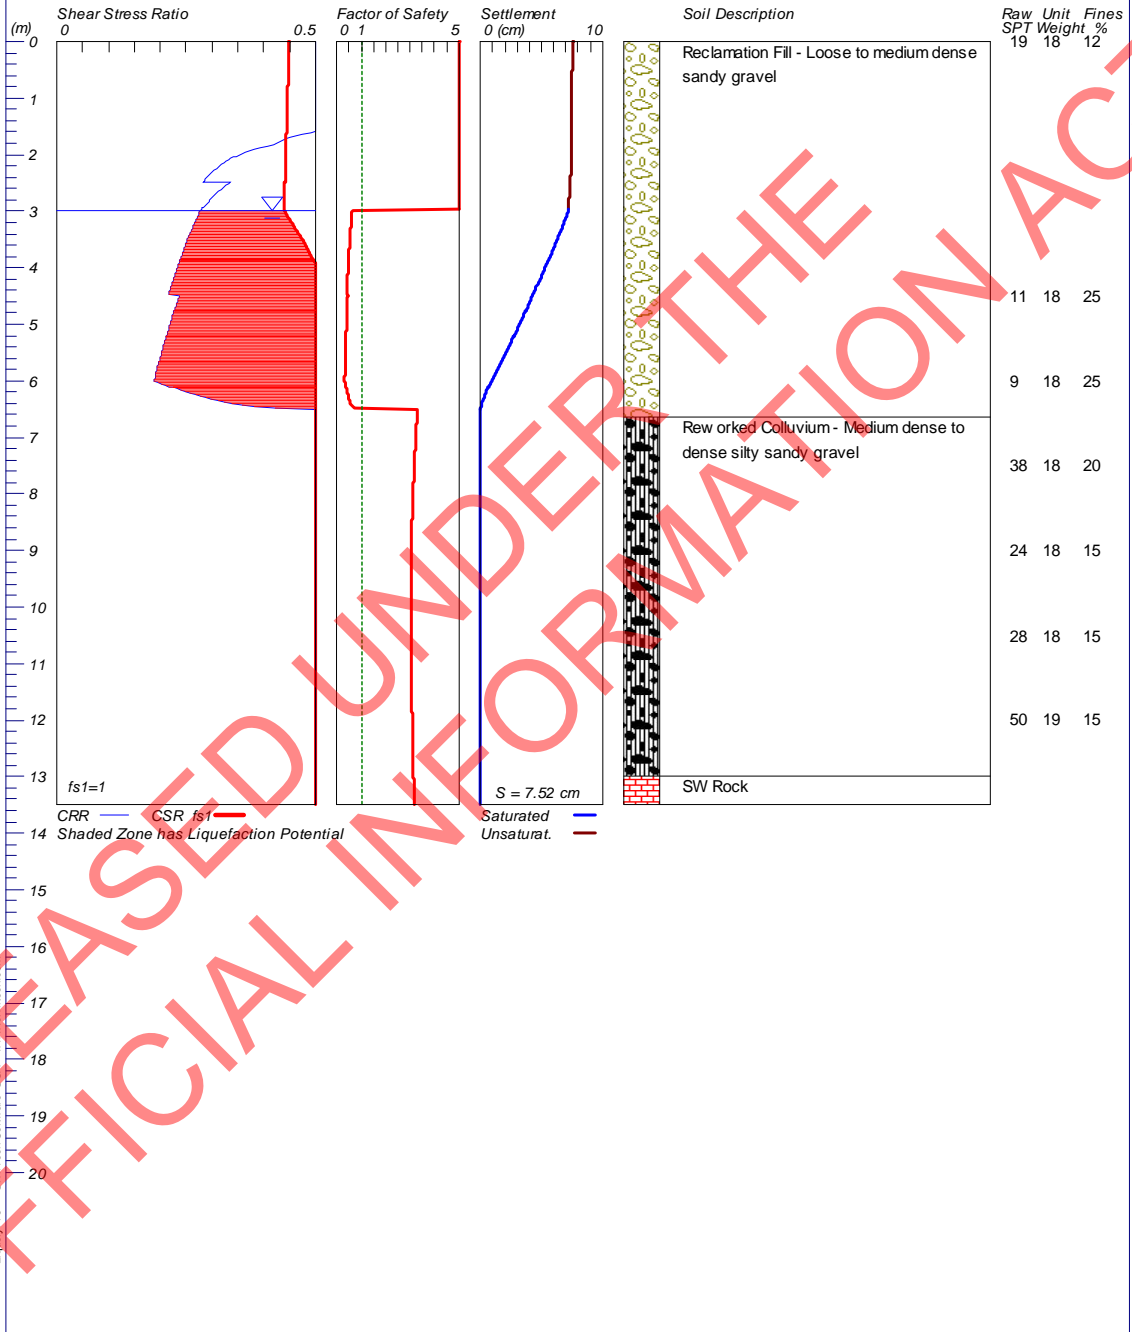 Shear Stress Ratio Factor of Safety Settlement Soil Description Raw Unit Fines
(m) 0 0.5 0 1 5 0 (cm) 10 SPT Weight %
0 19 18 12
Reclamation Fill - Loose to medium dense
sandy gravel
1
2
3
4
11 18 25
5
6 9 18 25
7 Reworked Colluvium - Medium dense to
dense silty sandy gravel
38 18 20
8
9 24 18 15
10
28 18 15
11
12 50 19 15
13
fs1=1 S = 7.52 cm SW Rock
CRR CSR fs1 Saturated
14 Shaded Zone has Liquefaction Potential Unsaturat.
15
16
17
18
19
20
EASED UNDER THE
FFICIAL INFORMATION ACT